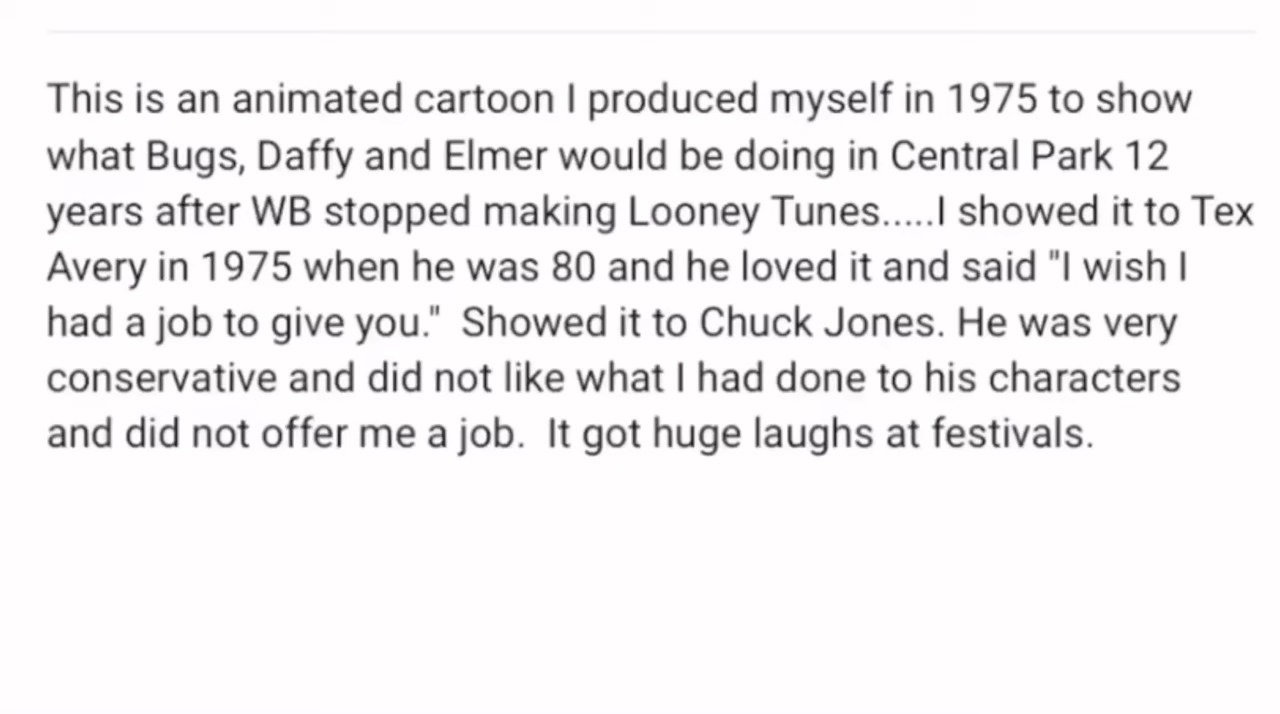 This is an animated cartoon I produced myself in 1975 to show
what Bugs, Daffy and Elmer would be doing in Central Park 12
years after WB stopped making Looney Tunes.....I showed it to Tex
Avery in 1975 when he was 80 and he loved it and said "I wish I
had a job to give you."  Showed it to Chuck Jones. He was very
conservative and did not like what I had done to his characters
and did not offer me a job.  It got huge laughs at festivals.